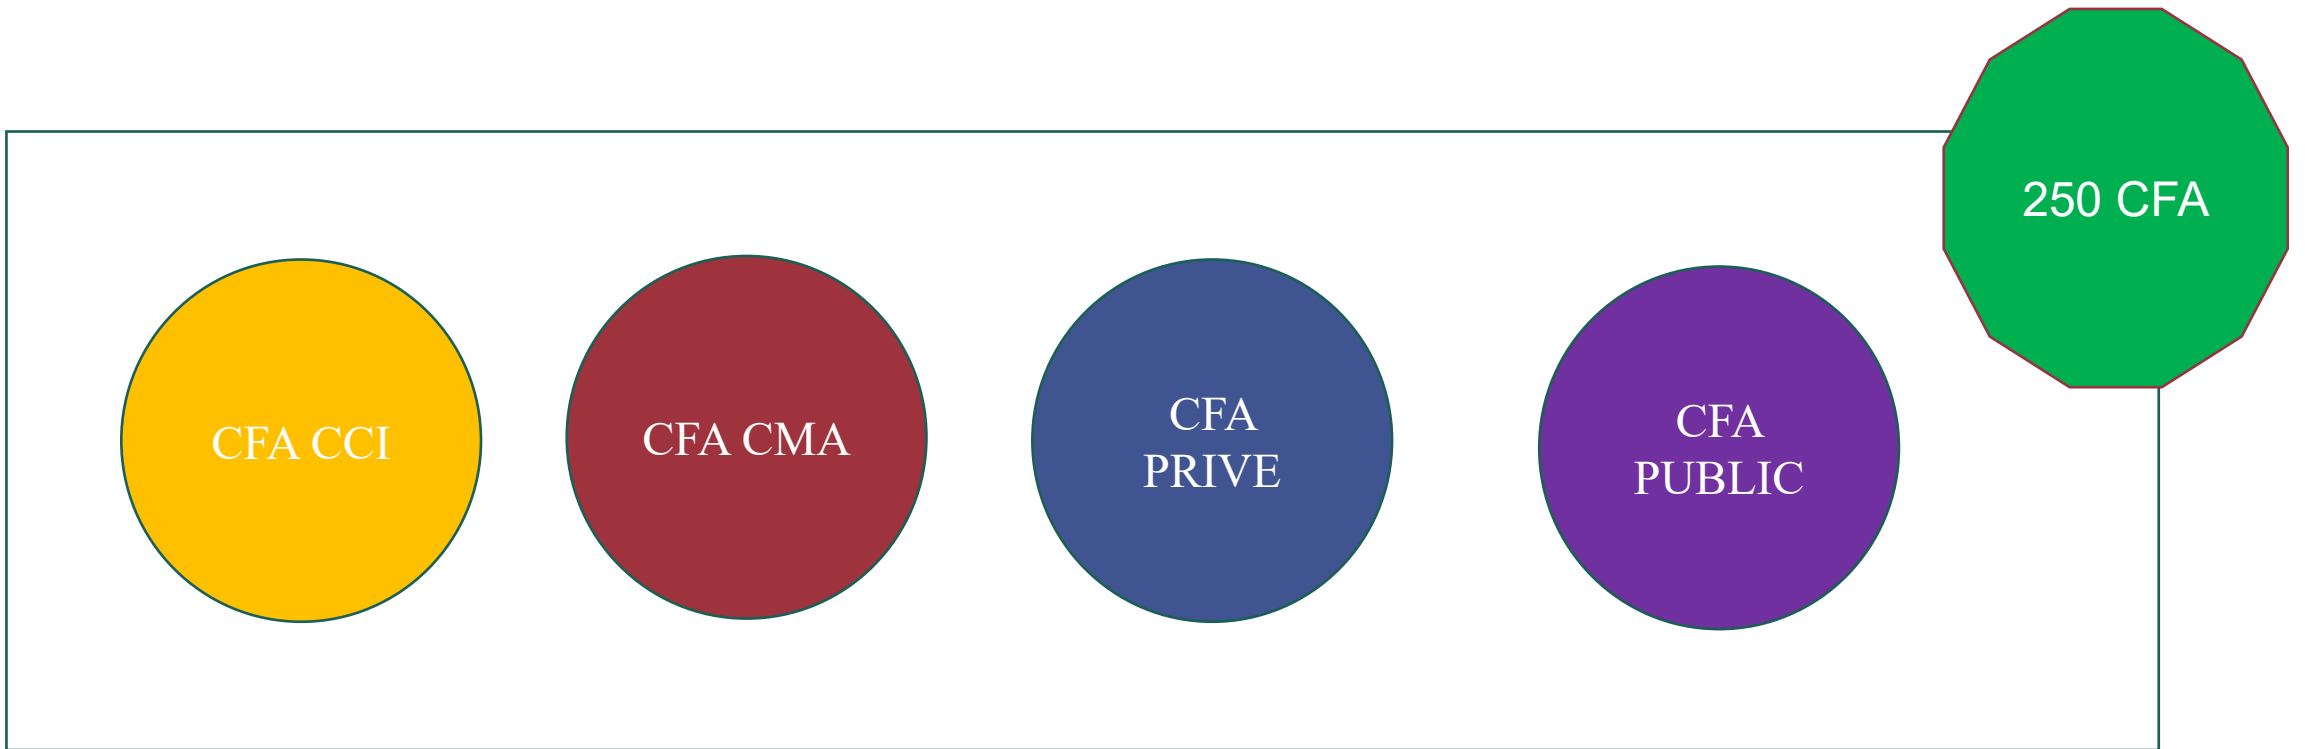 250 CFA
CFA CCI
CFA CMA
CFA
PRIVE
CFA
PUBLIC